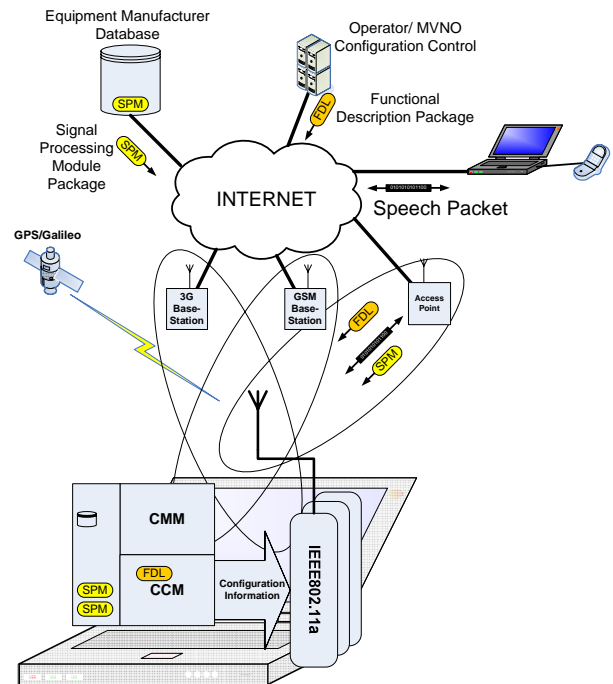 Equipment Manufacturer
Database
SPM
Signal
Processing
Module
Package
SPM
Operator/ MVNO
Configuration Control
FDL
Functional
Description Package
INTERNET
0101010101100
Speech Packet
GPS/Galileo
3G
Base-
Station
GSM
Base-
Station
Access
Point
FDL
SPM
CMM
FDL
CCM
SPM
SPM
Configuration
Information
IEEE802.11a